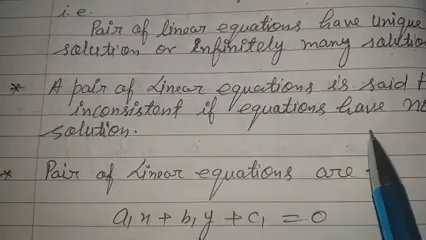 i.e.
Pair of linear equations have unique
solution or Infinitely many solution
* A pair of Linear equations is said t
inconsistent if equations have no
solution.
* Pair of Linear equations are
a₁x + b₁y + c₁ = 0